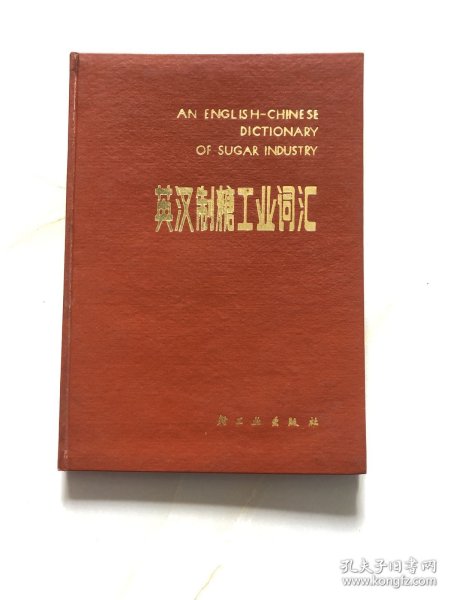 AN ENGLISH-CHINESE
DICTIONARY
OF SUGAR INDUSTRY
英汉制糖工业词汇
轻工业出版社
孔夫子旧书网
www.kongfz.com